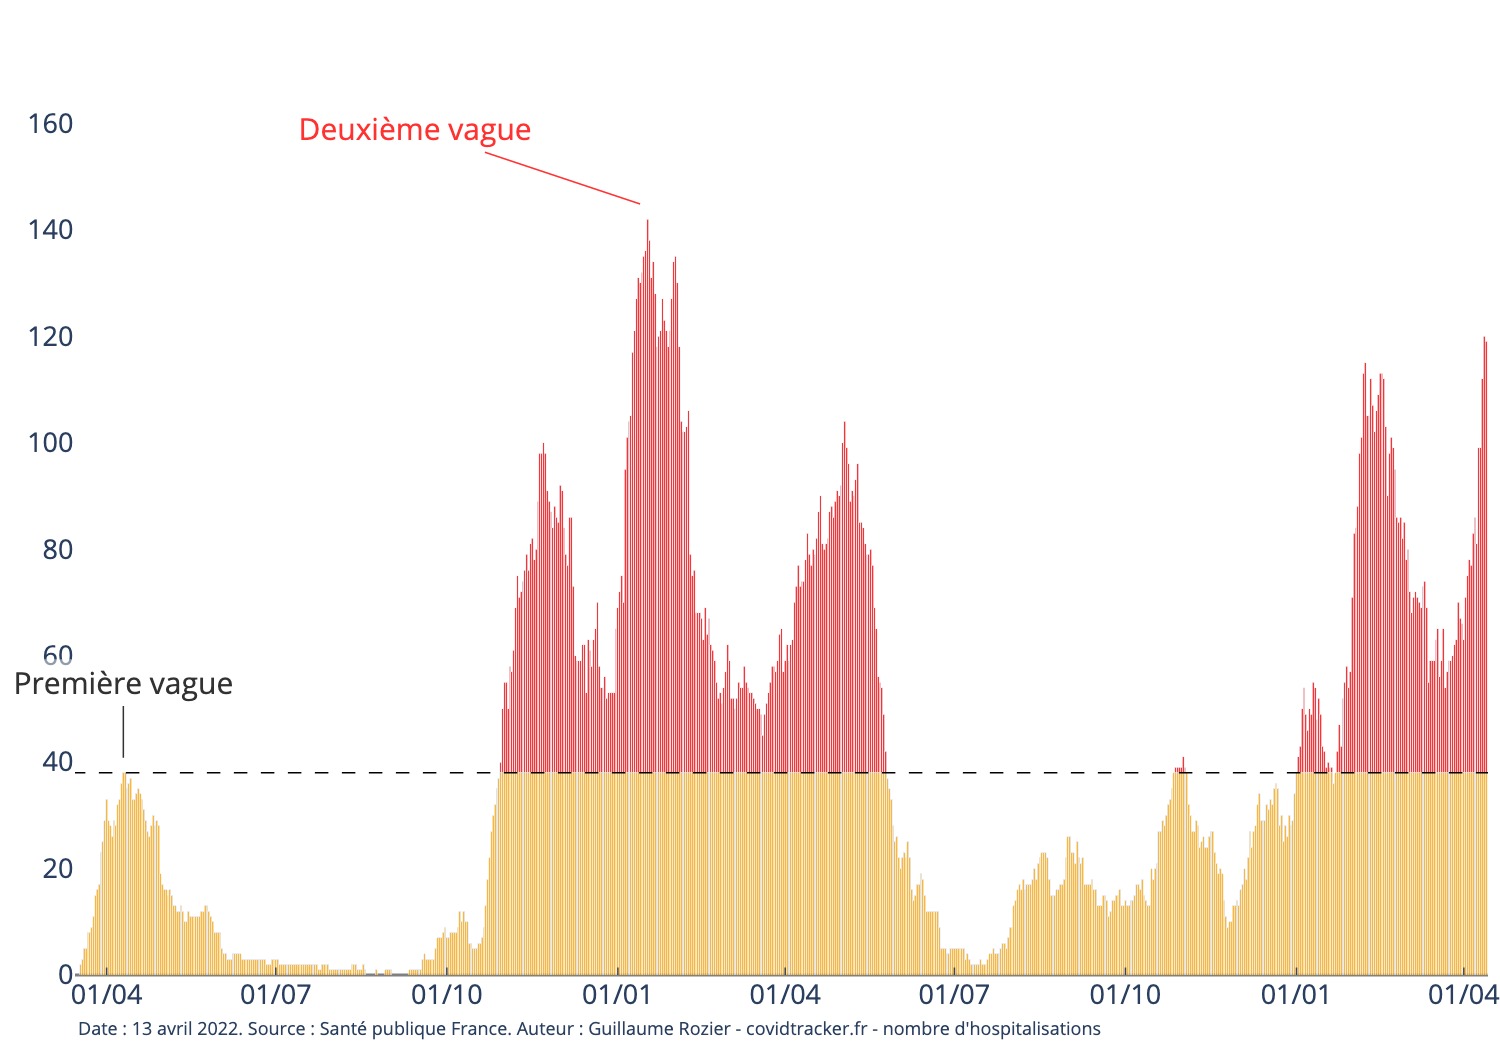 160
Deuxième vague
140
120
100
80
60
Première vague
40
20
0
01/04 01/07 01/10 01/01 01/04 01/07 01/10 01/01 01/04
Date : 13 avril 2022. Source : Santé publique France. Auteur : Guillaume Rozier - covidtracker.fr - nombre d'hospitalisations